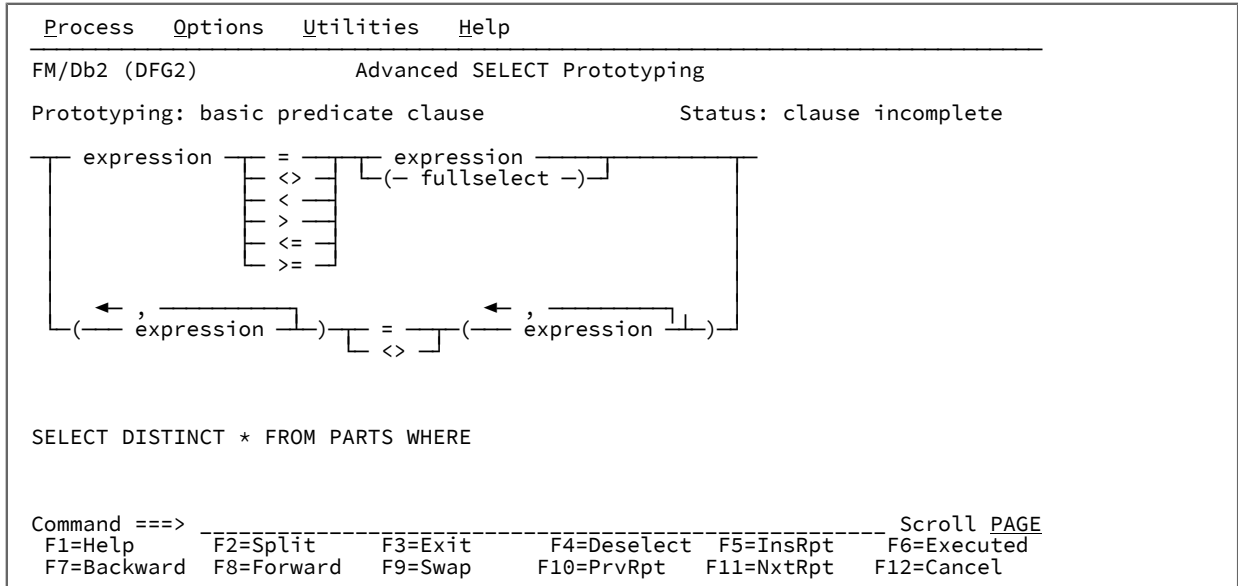 Process Options Utilities Help
FM/Db2 (DFG2) Advanced SELECT Prototyping
Prototyping: basic predicate clause Status: clause incomplete
expression = expression
<> (─ fullselect ─)
<
>
<=
>=
, ,
( expression ) = ( expression )
<>
SELECT DISTINCT * FROM PARTS WHERE
Command ===> Scroll PAGE
F1=Help F2=Split F3=Exit F4=Deselect F5=InsRpt F6=Executed
F7=Backward F8=Forward F9=Swap F10=PrvRpt F11=NxtRpt F12=Cancel